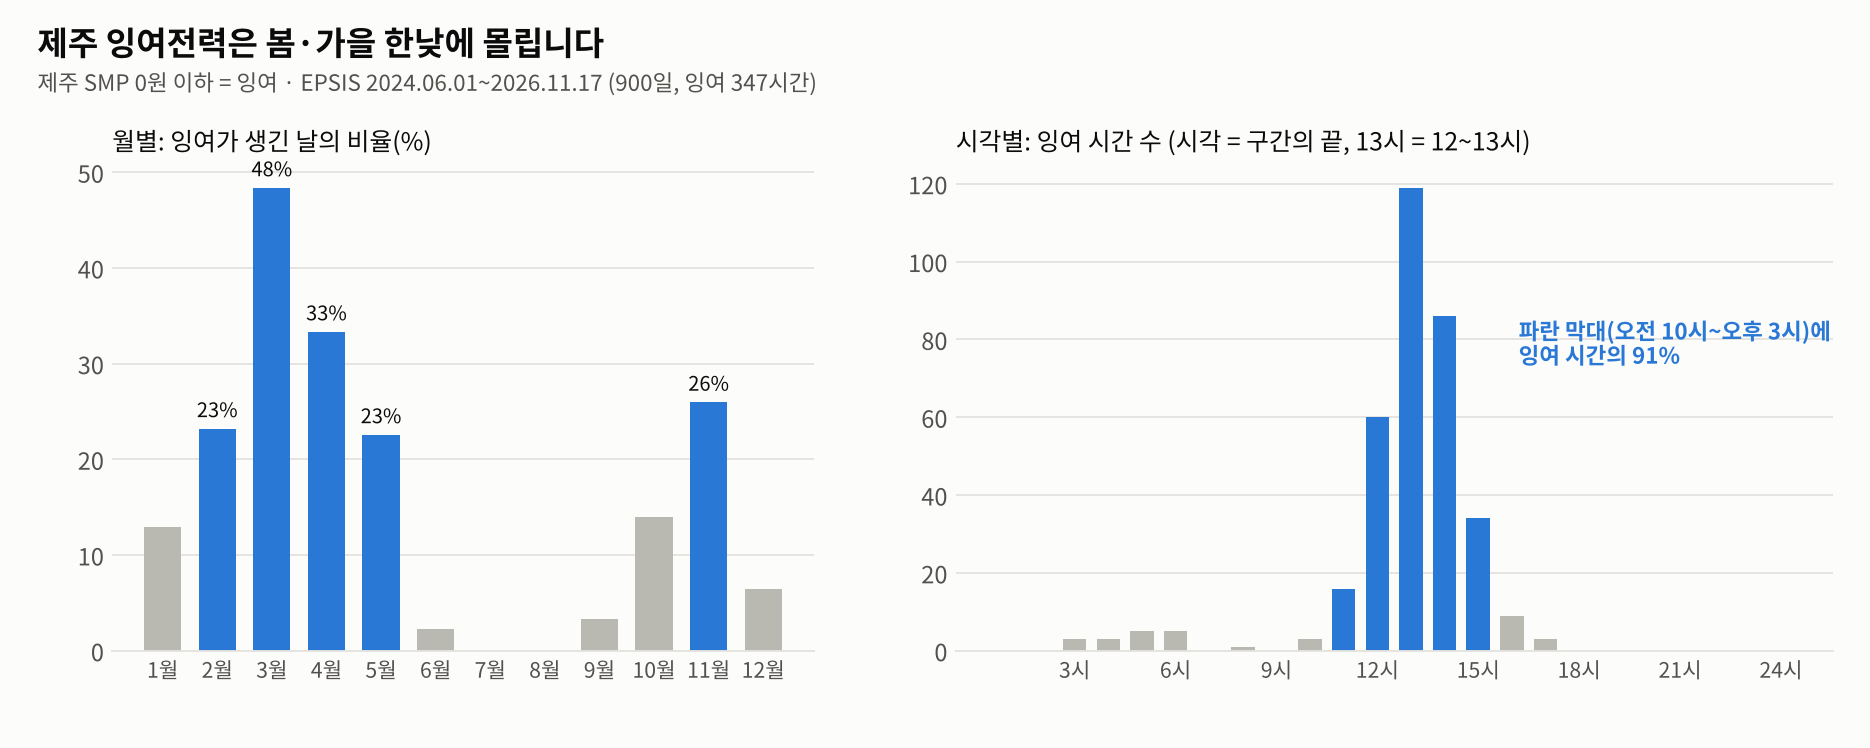 제주 잉여전력은 봄·가을 한낮에 몰립니다
제주 SMP 0원 이하 = 잉여 · EPSIS 2024.06.01~2026.11.17 (900일, 잉여 347시간)
월별: 잉여가 생긴 날의 비율(%)
50
40
30
20
10
0
23%
48%
33%
23%
26%
1월 2월 3월 4월 5월 6월 7월 8월 9월 10월 11월 12월
시각별: 잉여 시간 수 (시각 = 구간의 끝, 13시 = 12~13시)
120
100
80
60
40
20
0
파란 막대(오전 10시~오후 3시)에
잉여 시간의 91%
3시 6시 9시 12시 15시 18시 21시 24시